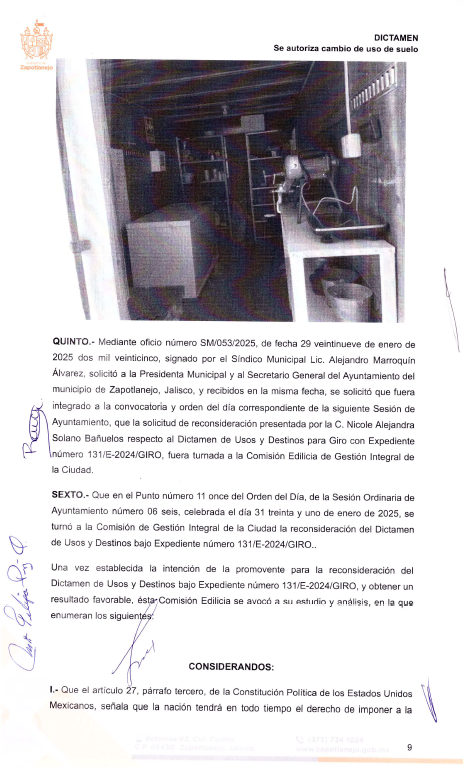 Zapotlanejo
DICTAMEN
Se autoriza cambio de uso de suelo
QUINTO.- Mediante oficio número SM/053/2025, de fecha 29 veintinueve de enero de
2025 dos mil veinticinco, signado por el Síndico Municipal Lic. Alejandro Marroquín
Álvarez, solicitó a la Presidenta Municipal y al Secretario General del Ayuntamiento del
municipio de Zapotlanejo, Jalisco, y recibidos en la misma fecha, se solicitó que fuera
integrado a la convocatoria y orden del día correspondiente de la siguiente Sesión de
Ayuntamiento, que la solicitud de reconsideración presentada por la C. Nicole Alejandra
Solano Bañuelos respecto al Dictamen de Usos y Destinos para Giro con Expediente
número 131/E-2024/GIRO, fuera turnada a la Comisión Edilicia de Gestión Integral de
la Ciudad.
SEXTO.- Que en el Punto número 11 once del Orden del Día, de la Sesión Ordinaria de
Ayuntamiento número 06 seis, celebrada el día 31 treinta y uno de enero de 2025, se
turnó a la Comisión de Gestión Integral de la Ciudad la reconsideración del Dictamen
de Usos y Destinos bajo Expediente número 131/E-2024/GIRO..
Una vez establecida la intención de la promovente para la reconsideración del
Dictamen de Usos y Destinos bajo Expediente número 131/E-2024/GIRO, y obtener un
resultado favorable, ésta Comisión Edilicia se avocó a su estudio y análisis, en la que
enumeran los siguientes:
CONSIDERANDOS:
I.- Que el artículo 27, párrafo tercero, de la Constitución Política de los Estados Unidos
Mexicanos, señala que la nación tendrá en todo tiempo el derecho de imponer a la
www.zapotlanejo.gob.mx
9